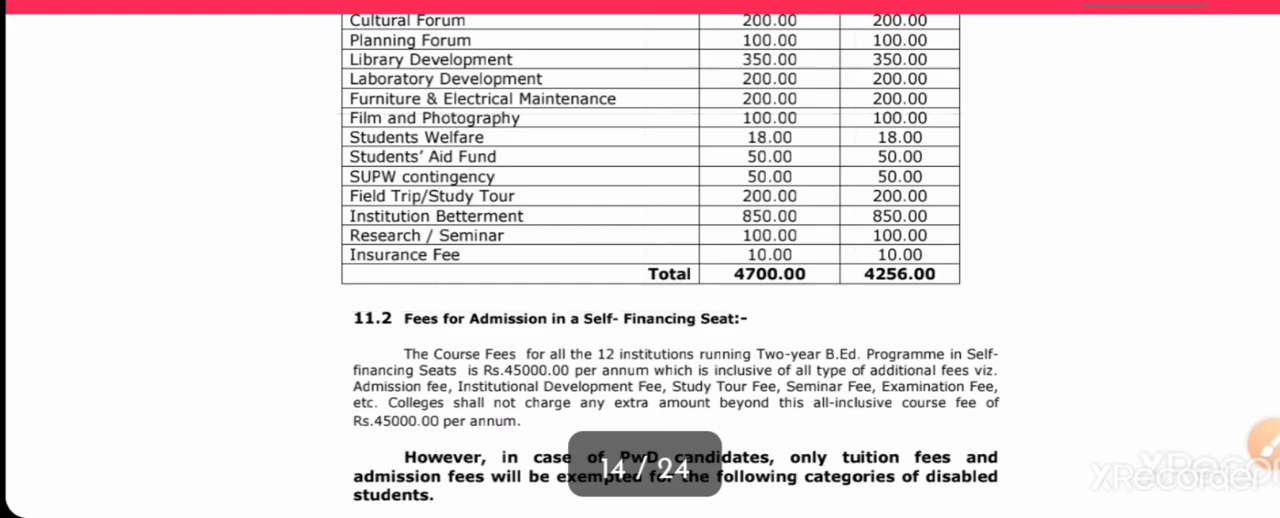 Cultural Forum 200.00 200.00
Planning Forum 100.00 100.00
Library Development 350.00 350.00
Laboratory Development 200.00 200.00
Furniture & Electrical Maintenance 200.00 200.00
Film and Photography 100.00 100.00
Students Welfare 18.00 18.00
Students' Aid Fund 50.00 50.00
SUPW contingency 50.00 50.00
Field Trip/Study Tour 200.00 200.00
Institution Betterment 850.00 850.00
Research / Seminar 100.00 100.00
Insurance Fee 10.00 10.00
Total 4700.00 4256.00
11.2 Fees for Admission in a Self- Financing Seat:-
The Course Fees for all the 12 institutions running Two-year B.Ed. Programme in Self-
financing Seats is Rs.45000.00 per annum which is inclusive of all type of additional fees viz.
Admission fee, Institutional Development Fee, Study Tour Fee, Seminar Fee, Examination Fee,
etc. Colleges shall not charge any extra amount beyond this all-inclusive course fee of
Rs.45000.00 per annum.
However, in case of PwD candidates, only tuition fees and
admission fees will be exempted for the following categories of disabled
students.
14 / 24
XRecorder